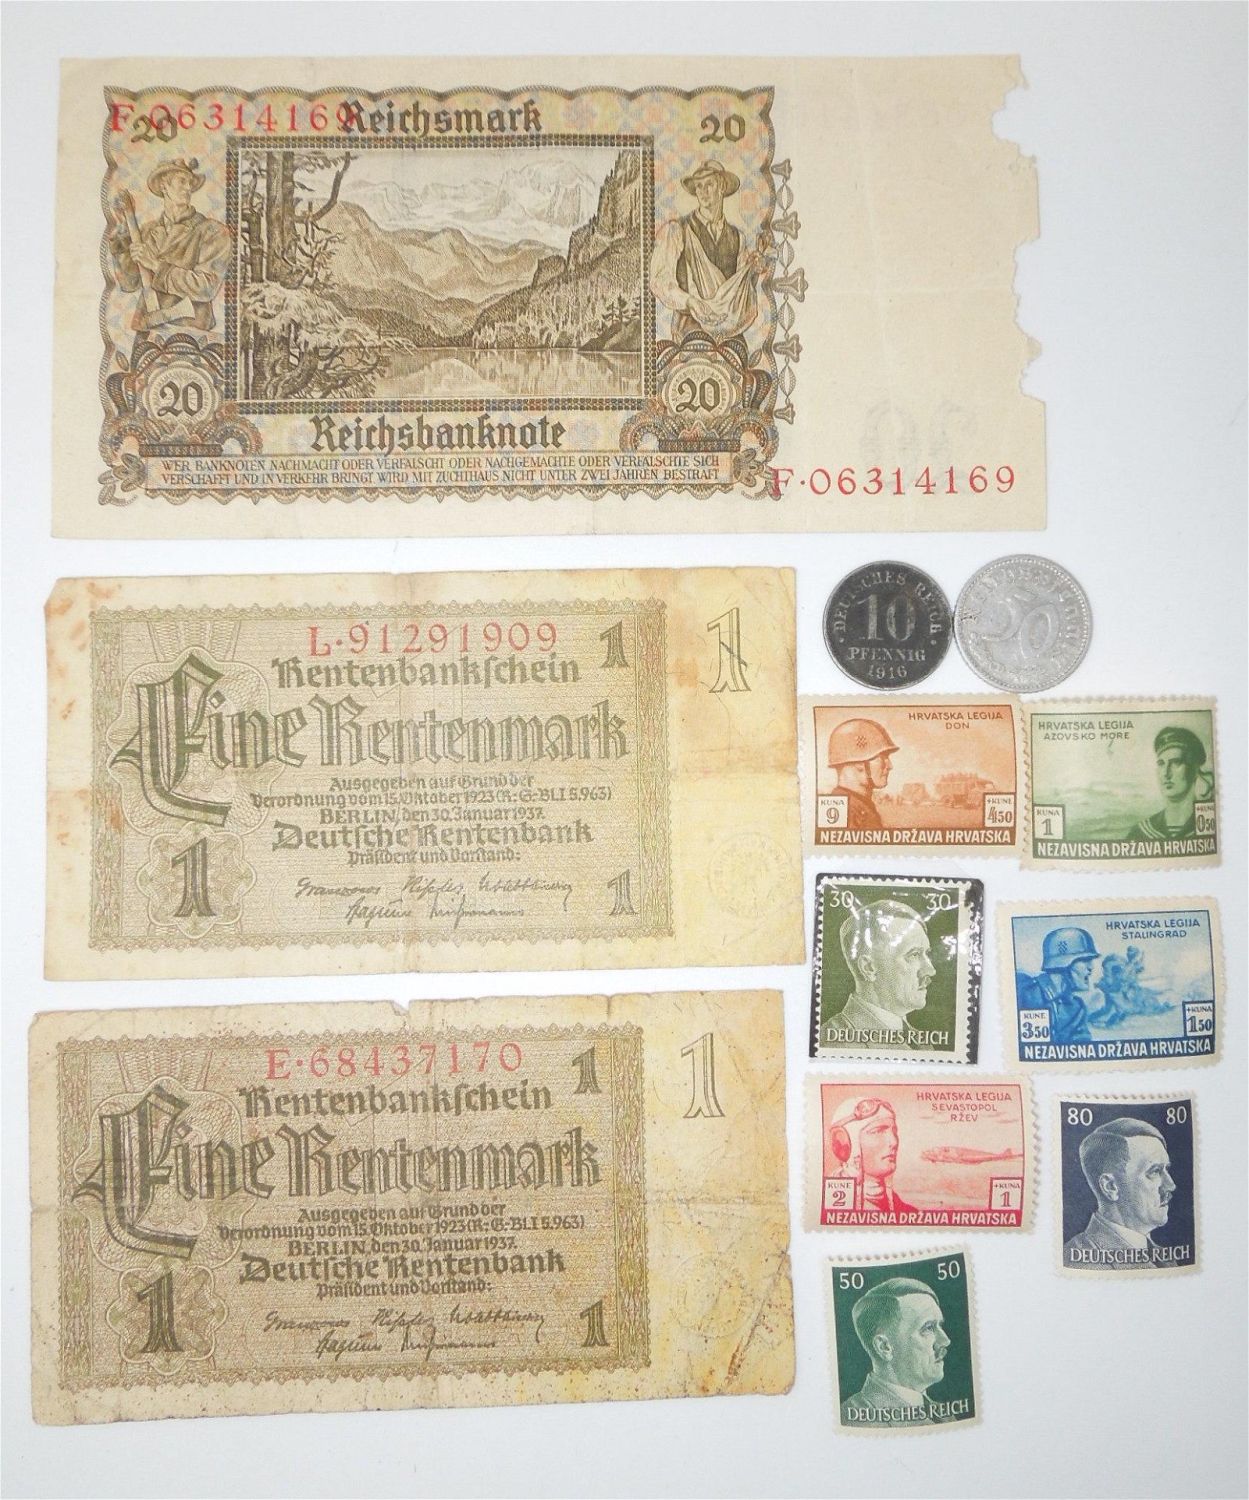 F·06314169
Reichsmark
20
20
20
20
Reichsbanknote
WER BANKNOTEN NACHMACHT ODER VERFÄLSCHT ODER NACHGEMACHTE ODER VERFÄLSCHTE SICH
VERSCHAFFT UND IN VERKEHR BRINGT WIRD MIT ZUCHTHAUS NICHT UNTER ZWEI JAHREN BESTRAFT
F·06314169
L·91291909
1
1
Rentenbankschein
Eine Rentenmark
Ausgegeben auf Grund der
Verordnung vom 15. Oktober 1923 (R.-G.-Bl. I S. 963)
BERLIN, den 30. Januar 1937.
Deutsche Rentenbank
Präsident und Vorstand:
1
1
E·68437170
1
1
Rentenbankschein
Eine Rentenmark
Ausgegeben auf Grund der
Verordnung vom 15. Oktober 1923 (R.-G.-Bl. I S. 963)
BERLIN, den 30. Januar 1937.
Deutsche Rentenbank
Präsident und Vorstand:
1
1
DEUTSCHES REICH
10
PFENNIG
1916
50
HRVATSKA LEGIJA
DON
KUNA
9
+KUNE
4.50
NEZAVISNA DRŽAVA HRVATSKA
HRVATSKA LEGIJA
AZOVSKO MORE
KUNA
1
+KUNE
0.50
NEZAVISNA DRŽAVA HRVATSKA
30 30
DEUTSCHES REICH
HRVATSKA LEGIJA
STALINGRAD
KUNE
3.50
+KUNA
1.50
NEZAVISNA DRŽAVA HRVATSKA
HRVATSKA LEGIJA
SEVASTOPOL
RŽEV
KUNE
2
+KUNA
1
NEZAVISNA DRŽAVA HRVATSKA
80 80
DEUTSCHES REICH
50 50
DEUTSCHES REICH